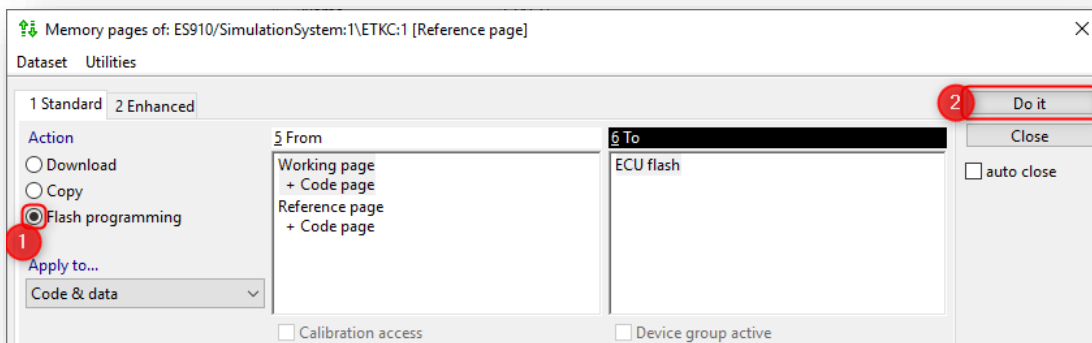 Memory pages of: ES910/SimulationSystem:1\ETKC:1 [Reference page]
Dataset Utilities
1 Standard 2 Enhanced
2 Do it
Action
5 From
6 To
Close
Download
Working page
ECU flash
auto close
+ Code page
Copy
Reference page
Flash programming
+ Code page
1
Apply to...
Code & data
Calibration access
Device group active